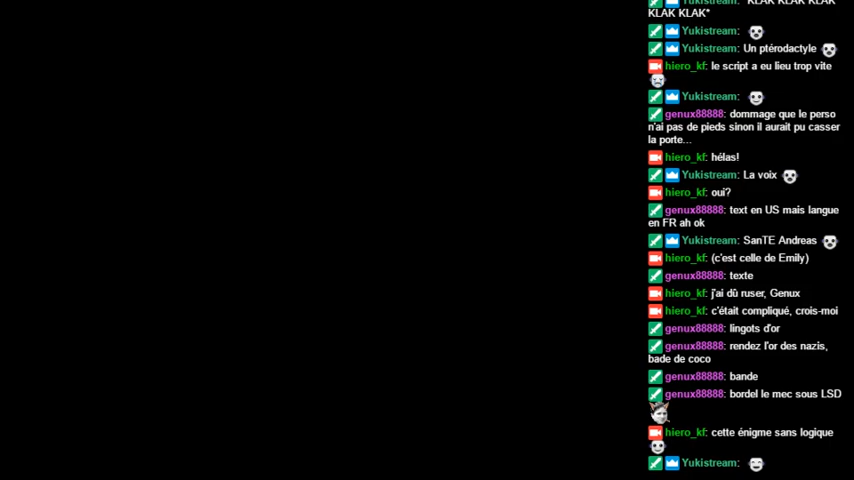 Yukistream: *KLAK KLAK KLAK
KLAK KLAK*
Yukistream:
Yukistream: Un ptérodactyle
hiero_kf: le script a eu lieu trop vite
Yukistream:
genux88888: dommage que le perso
n'ai pas de pieds sinon il aurait pu casser
la porte...
hiero_kf: hélas!
Yukistream: La voix
hiero_kf: oui?
genux88888: text en US mais langue
en FR ah ok
Yukistream: SanTE Andreas
hiero_kf: (c'est celle de Emily)
genux88888: texte
hiero_kf: j'ai dû ruser, Genux
hiero_kf: c'était compliqué, crois-moi
genux88888: lingots d'or
genux88888: rendez l'or des nazis,
bade de coco
genux88888: bande
genux88888: bordel le mec sous LSD
hiero_kf: cette énigme sans logique
Yukistream: